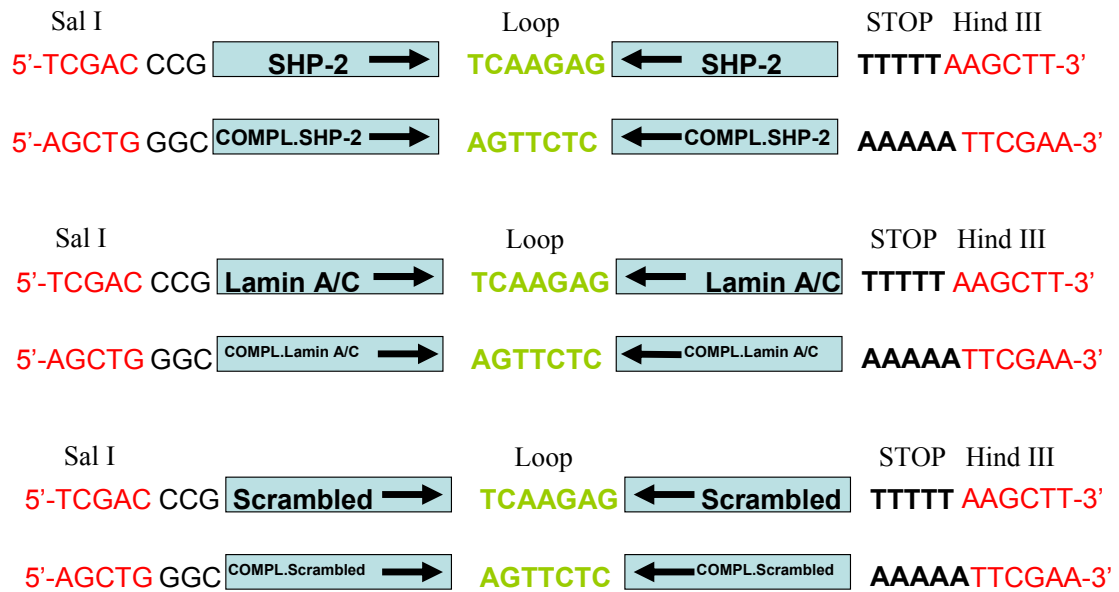 Sal I Loop STOP Hind III
5’-TCGAC CCG SHP-2 TCAAGAG SHP-2 TTTTT AAGCTT-3’
5’-AGCTG GGC COMPL.SHP-2 AGTTCTC COMPL.SHP-2 AAAAA TTCGAA-3’
Sal I Loop STOP Hind III
5’-TCGAC CCG Lamin A/C TCAAGAG Lamin A/C TTTTT AAGCTT-3’
5’-AGCTG GGC COMPL.Lamin A/C AGTTCTC COMPL.Lamin A/C AAAAA TTCGAA-3’
Sal I Loop STOP Hind III
5’-TCGAC CCG Scrambled TCAAGAG Scrambled TTTTT AAGCTT-3’
5’-AGCTG GGC COMPL.Scrambled AGTTCTC COMPL.Scrambled AAAAA TTCGAA-3’